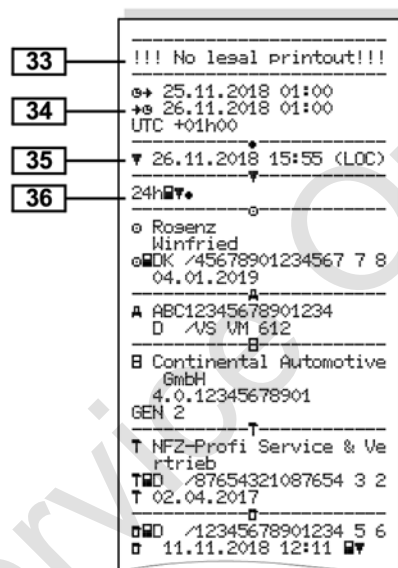 33
!!! No legal printout!!!
34
25.11.2018 01:00
26.11.2018 01:00
UTC +01h00
35
▼ 26.11.2018 15:55 (LOC)
36
24h▼
Rogenz
Winfried
DK /45678901234567 7 8
04.01.2019
A
A ABC12345678901234
D /VS VM 612
B
B Continental Automotive
GmbH
4.0.12345678901
GEN 2
T
T NFZ-Profi Service & Ve
rtrieb
T D /87654321087654 3 2
T 02.04.2017
D /12345678901234 5 6
11.11.2018 12:11 ▼
Service